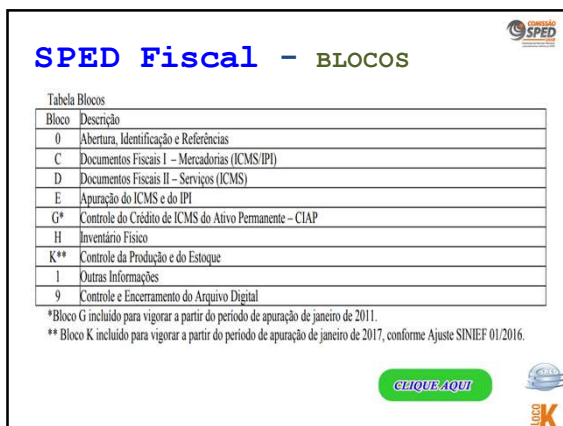 COMISSÃO
SPED
SPED Fiscal - BLOCOS
Tabela Blocos
Bloco Descrição
0 Abertura, Identificação e Referências
C Documentos Fiscais I – Mercadorias (ICMS/IPI)
D Documentos Fiscais II – Serviços (ICMS)
E Apuração do ICMS e do IPI
G* Controle do Crédito de ICMS do Ativo Permanente – CIAP
H Inventário Físico
K** Controle da Produção e do Estoque
1 Outras Informações
9 Controle e Encerramento do Arquivo Digital
*Bloco G incluído para vigorar a partir do período de apuração de janeiro de 2011.
** Bloco K incluído para vigorar a partir do período de apuração de janeiro de 2017, conforme Ajuste SINIEF 01/2016.
CLIQUE AQUI
BLOCO K